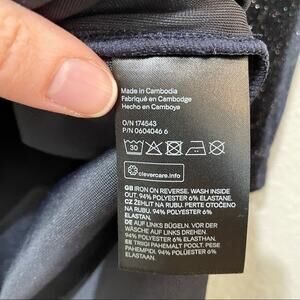 Made in Cambodia
Fabriqué en Cambodge
Hecho en Camboya
O/N 174543
P/N 0604046 6
30
clevercare.info
GB IRON ON REVERSE. WASH INSIDE
OUT. 94% POLYESTER 6% ELASTANE.
CZ ŽEHLIT NA RUBU. PERTE OTOČENO
NA RUBU. 94% POLYESTER 6%
ELASTAN.
DE AUF LINKS BÜGELN. VOR DER
WÄSCHE AUF LINKS DREHEN.
94% POLYESTER 6% ELASTHAN.
EE TRIIGI PAHEMALT POOLT. PESE
PAHEMPIDI. 94% POLÜESTER 6%
ELASTAAN.